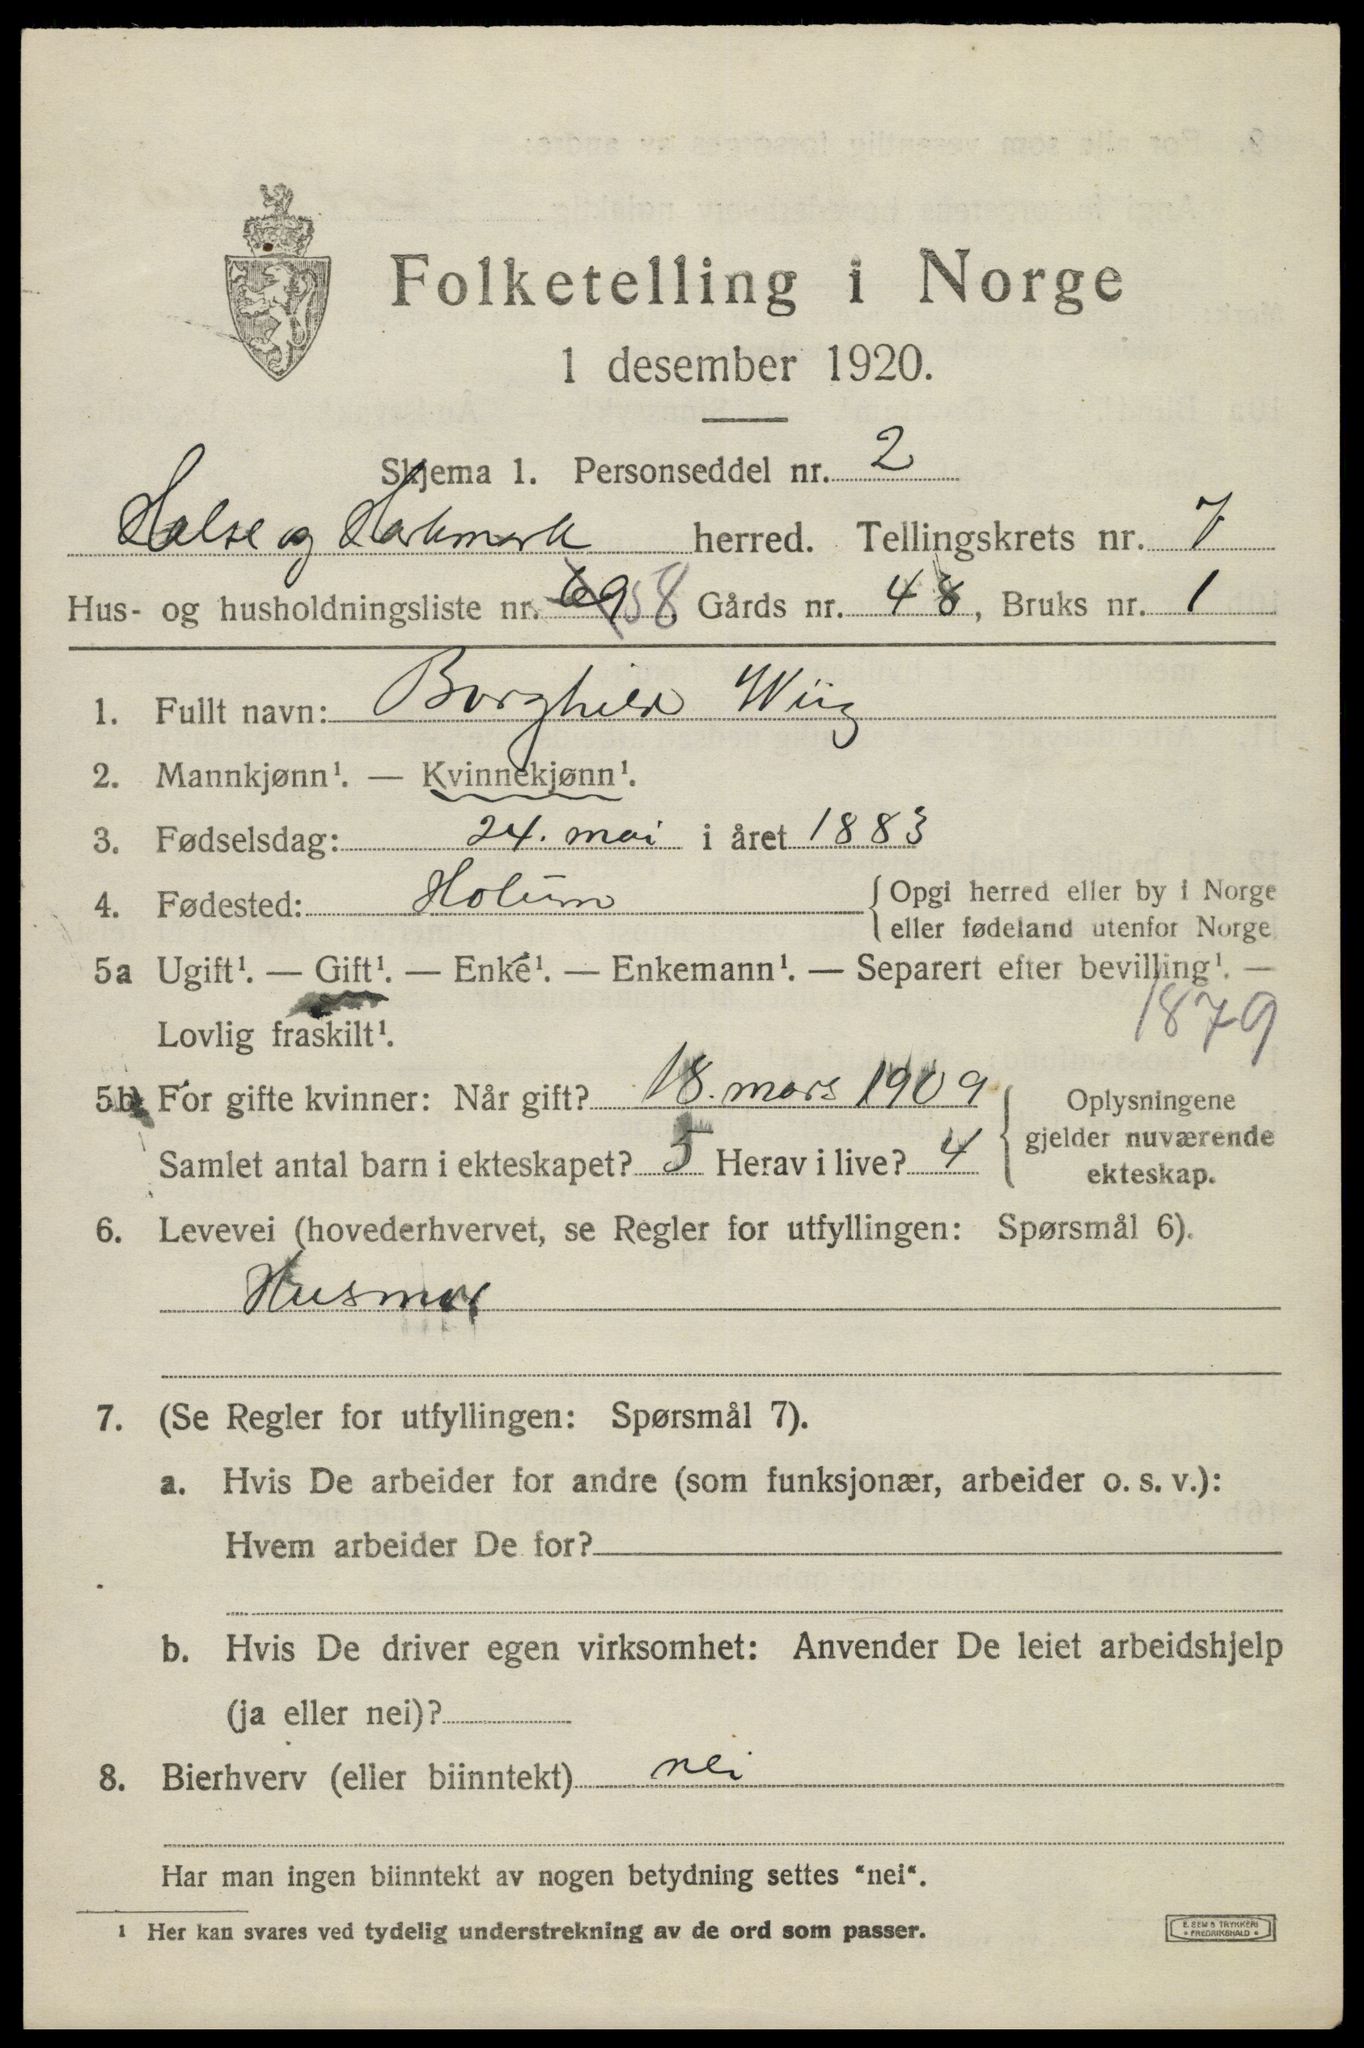 Folketelling i Norge
1 desember 1920.
Skjema 1. Personseddel nr. 2
Halse og Harkmark herred. Tellingskrets nr. 7
Hus- og husholdningsliste nr. 69 58 Gårds nr. 48, Bruks nr. 1
1. Fullt navn: Borghild Wiig
2. Mannkjønn¹. — Kvinnekjønn¹.
3. Fødselsdag: 24. mai i året 1883
4. Fødested: Holum { Opgi herred eller by i Norge
eller fødeland utenfor Norge
5a Ugift¹. — Gift¹. — Enke¹. — Enkemann¹. — Separert efter bevilling¹. —
Lovlig fraskilt¹.
1879
5b For gifte kvinner: Når gift? 18. mars 1909 { Oplysningene
gjelder nuværende
Samlet antal barn i ekteskapet? 5 Herav i live? 4
ekteskap.
6. Levevei (hovederhvervet, se Regler for utfyllingen: Spørsmål 6).
Husmor
7. (Se Regler for utfyllingen: Spørsmål 7).
a. Hvis De arbeider for andre (som funksjonær, arbeider o. s. v.):
Hvem arbeider De for?
b. Hvis De driver egen virksomhet: Anvender De leiet arbeidshjelp
(ja eller nei)?
8. Bierhverv (eller biinntekt) nei
Har man ingen biinntekt av nogen betydning settes "nei".
¹ Her kan svares ved tydelig understrekning av de ord som passer.
E. SEM'S TRYKKERI
FREDRIKSHALD